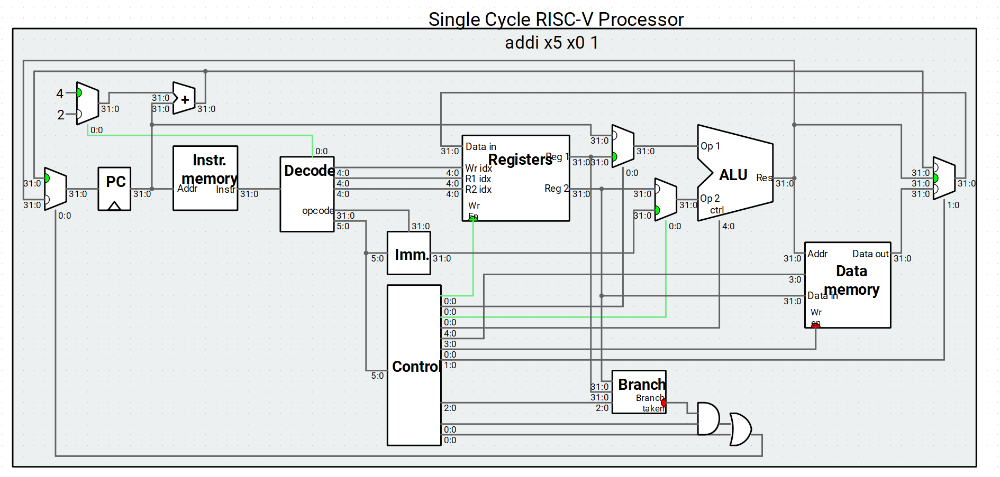 Single Cycle RISC-V Processor
addi x5 x0 1
4
2
31:0
31:0
31:0
31:0
0:0
0:0
31:0
31:0
31:0
0:0
PC
31:0
Instr.
memory
Addr
Instr
31:0
Decode
opcode
4:0
4:0
4:0
31:0
5:0
4:0
4:0
4:0
31:0
Data in
Registers
Reg 1
Wr idx
R1 idx
R2 idx
Reg 2
Wr
En
31:0
31:0
31:0
31:0
31:0
0:0
31:0
31:0
31:0
0:0
Op 1
ALU
Res
Op 2
ctrl
31:0
4:0
31:0
31:0
31:0
31:0
1:0
31:0
5:0
Imm.
31:0
31:0
3:0
31:0
Addr
Data out
Data
memory
Data in
Wr
en
31:0
5:0
Control
0:0
0:0
0:0
4:0
3:0
0:0
1:0
2:0
0:0
0:0
31:0
31:0
2:0
Branch
Branch
taken